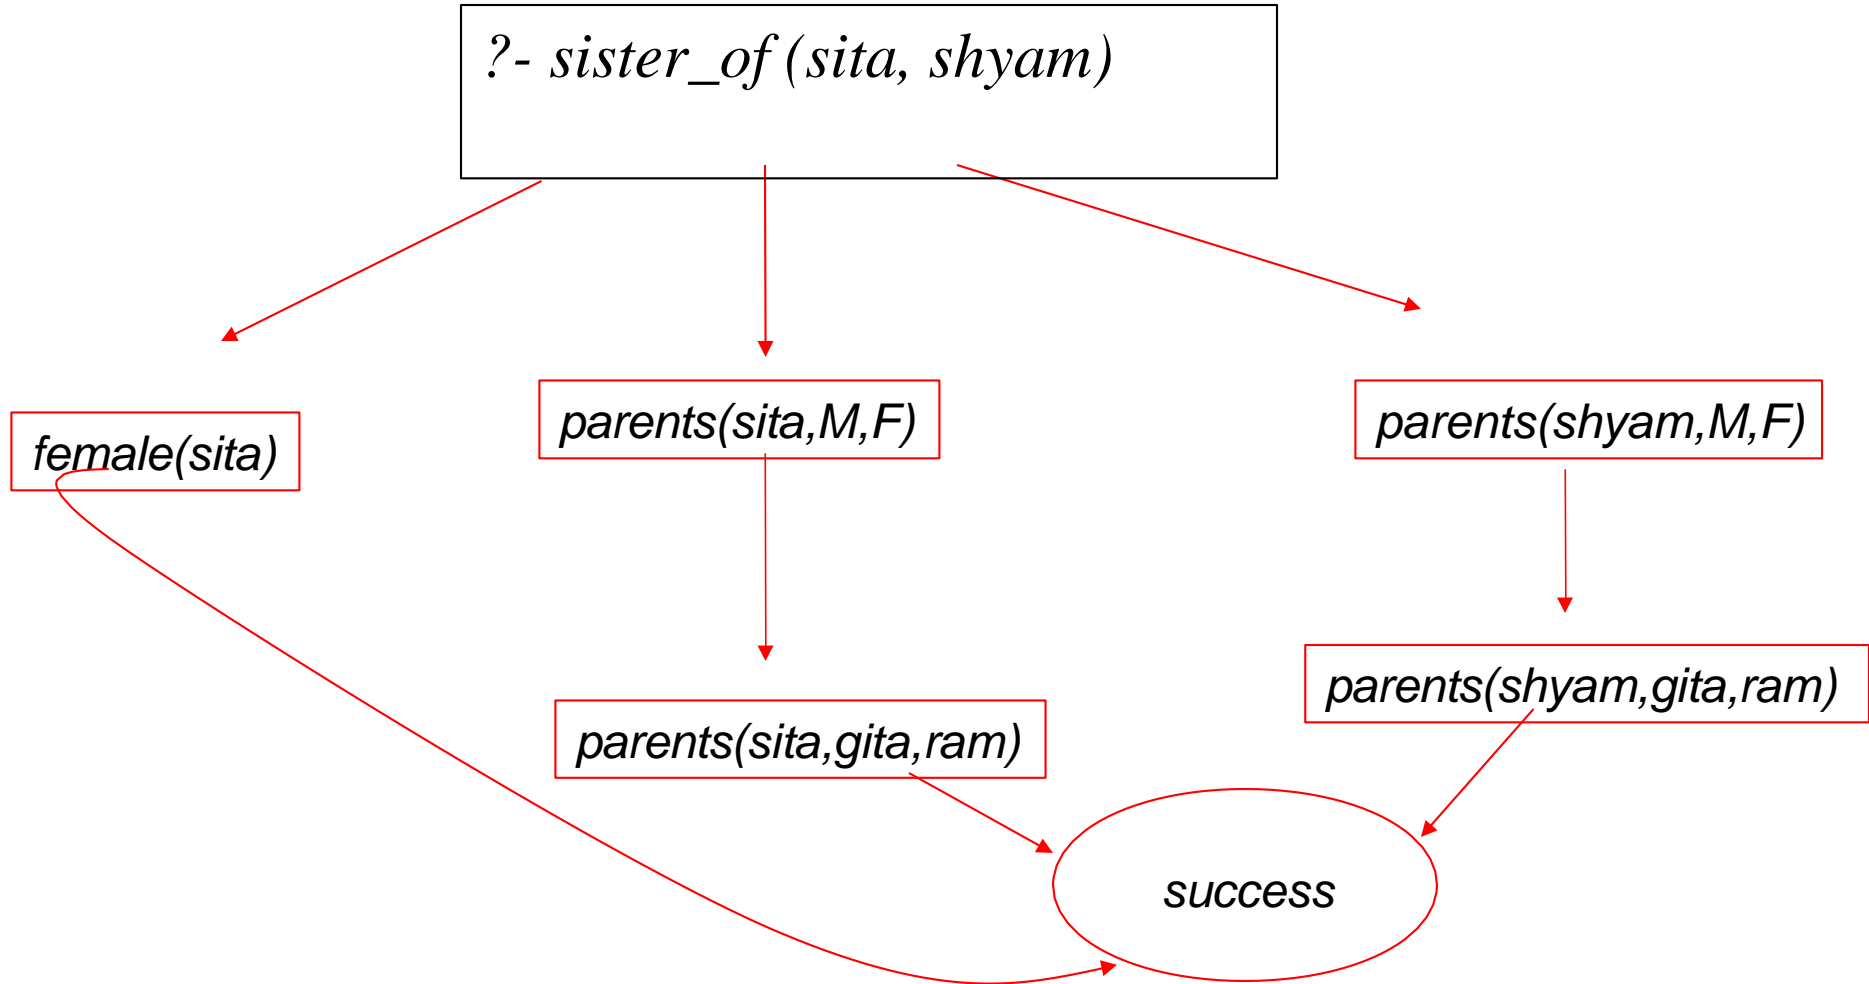 ?- sister_of (sita, shyam)
female(sita)
parents(sita,M,F)
parents(shyam,M,F)
parents(sita,gita,ram)
parents(shyam,gita,ram)
success